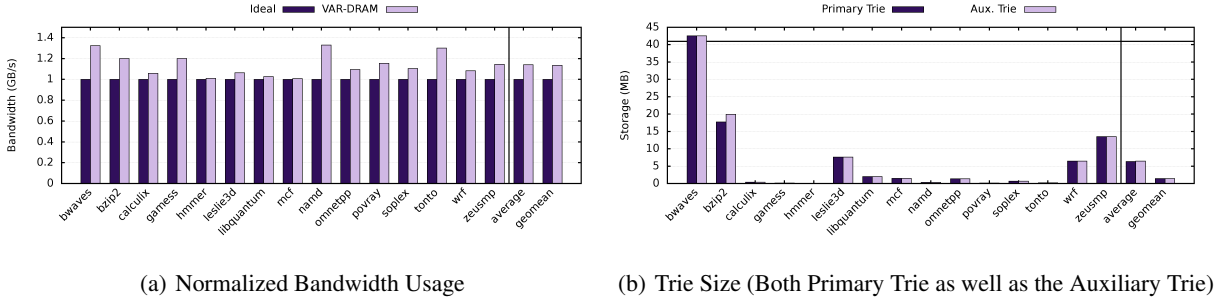 Ideal VAR-DRAM
Bandwidth (GB/s)
1.4
1.2
1
0.8
0.6
0.4
0.2
0
bwaves
bzip2
calculix
gamess
hmmer
leslie3d
libquantum
mcf
namd
omnetpp
povray
soplex
tonto
wrf
zeusmp
average
geomean
(a) Normalized Bandwidth Usage
Primary Trie Aux. Trie
Storage (MB)
45
40
35
30
25
20
15
10
5
0
bwaves
bzip2
calculix
gamess
hmmer
leslie3d
libquantum
mcf
namd
omnetpp
povray
soplex
tonto
wrf
zeusmp
average
geomean
(b) Trie Size (Both Primary Trie as well as the Auxiliary Trie)